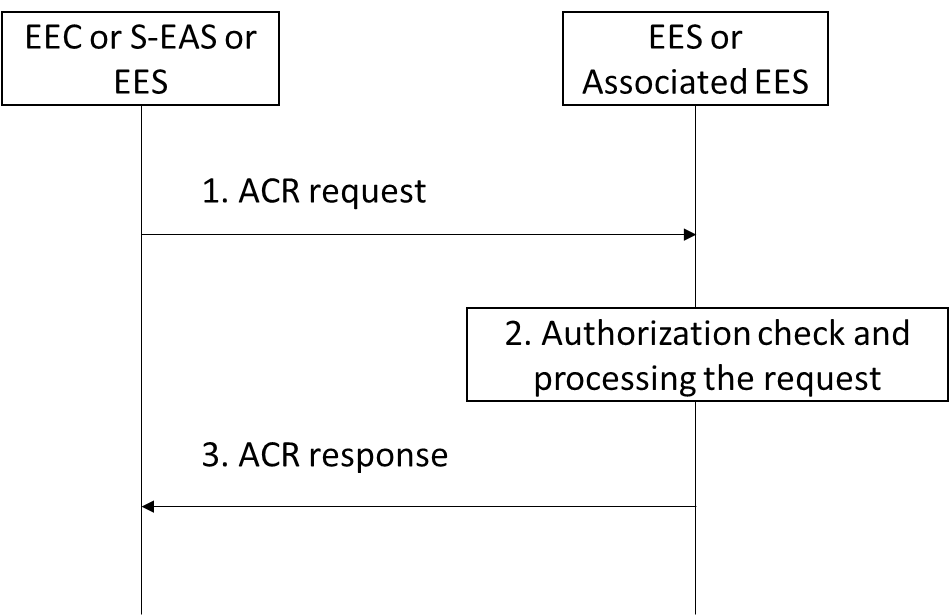 EEC or S-EAS or
EES
EES or
Associated EES
1. ACR request
2. Authorization check and
processing the request
3. ACR response